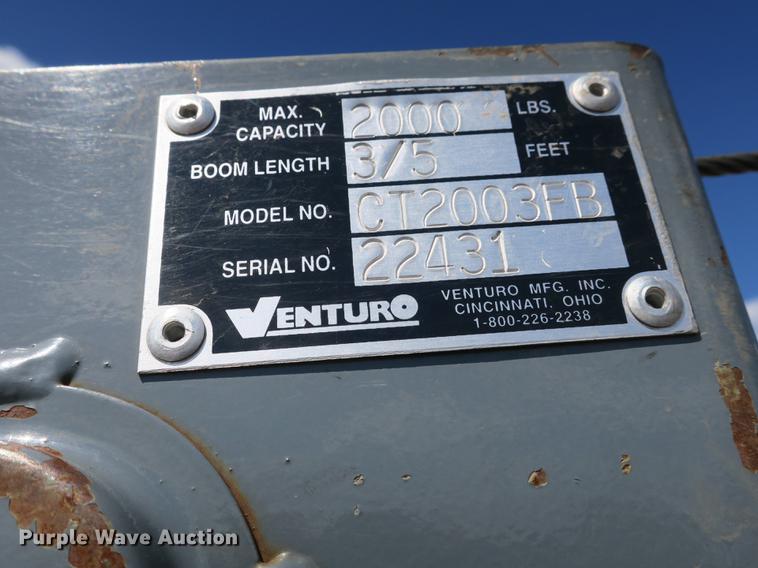 MAX. CAPACITY 2000 LBS.
BOOM LENGTH 3/5 FEET
MODEL NO. CT2003FB
SERIAL NO. 22431
VENTURO
VENTURO MFG. INC.
CINCINNATI. OHIO
1-800-226-2238
Purple Wave Auction